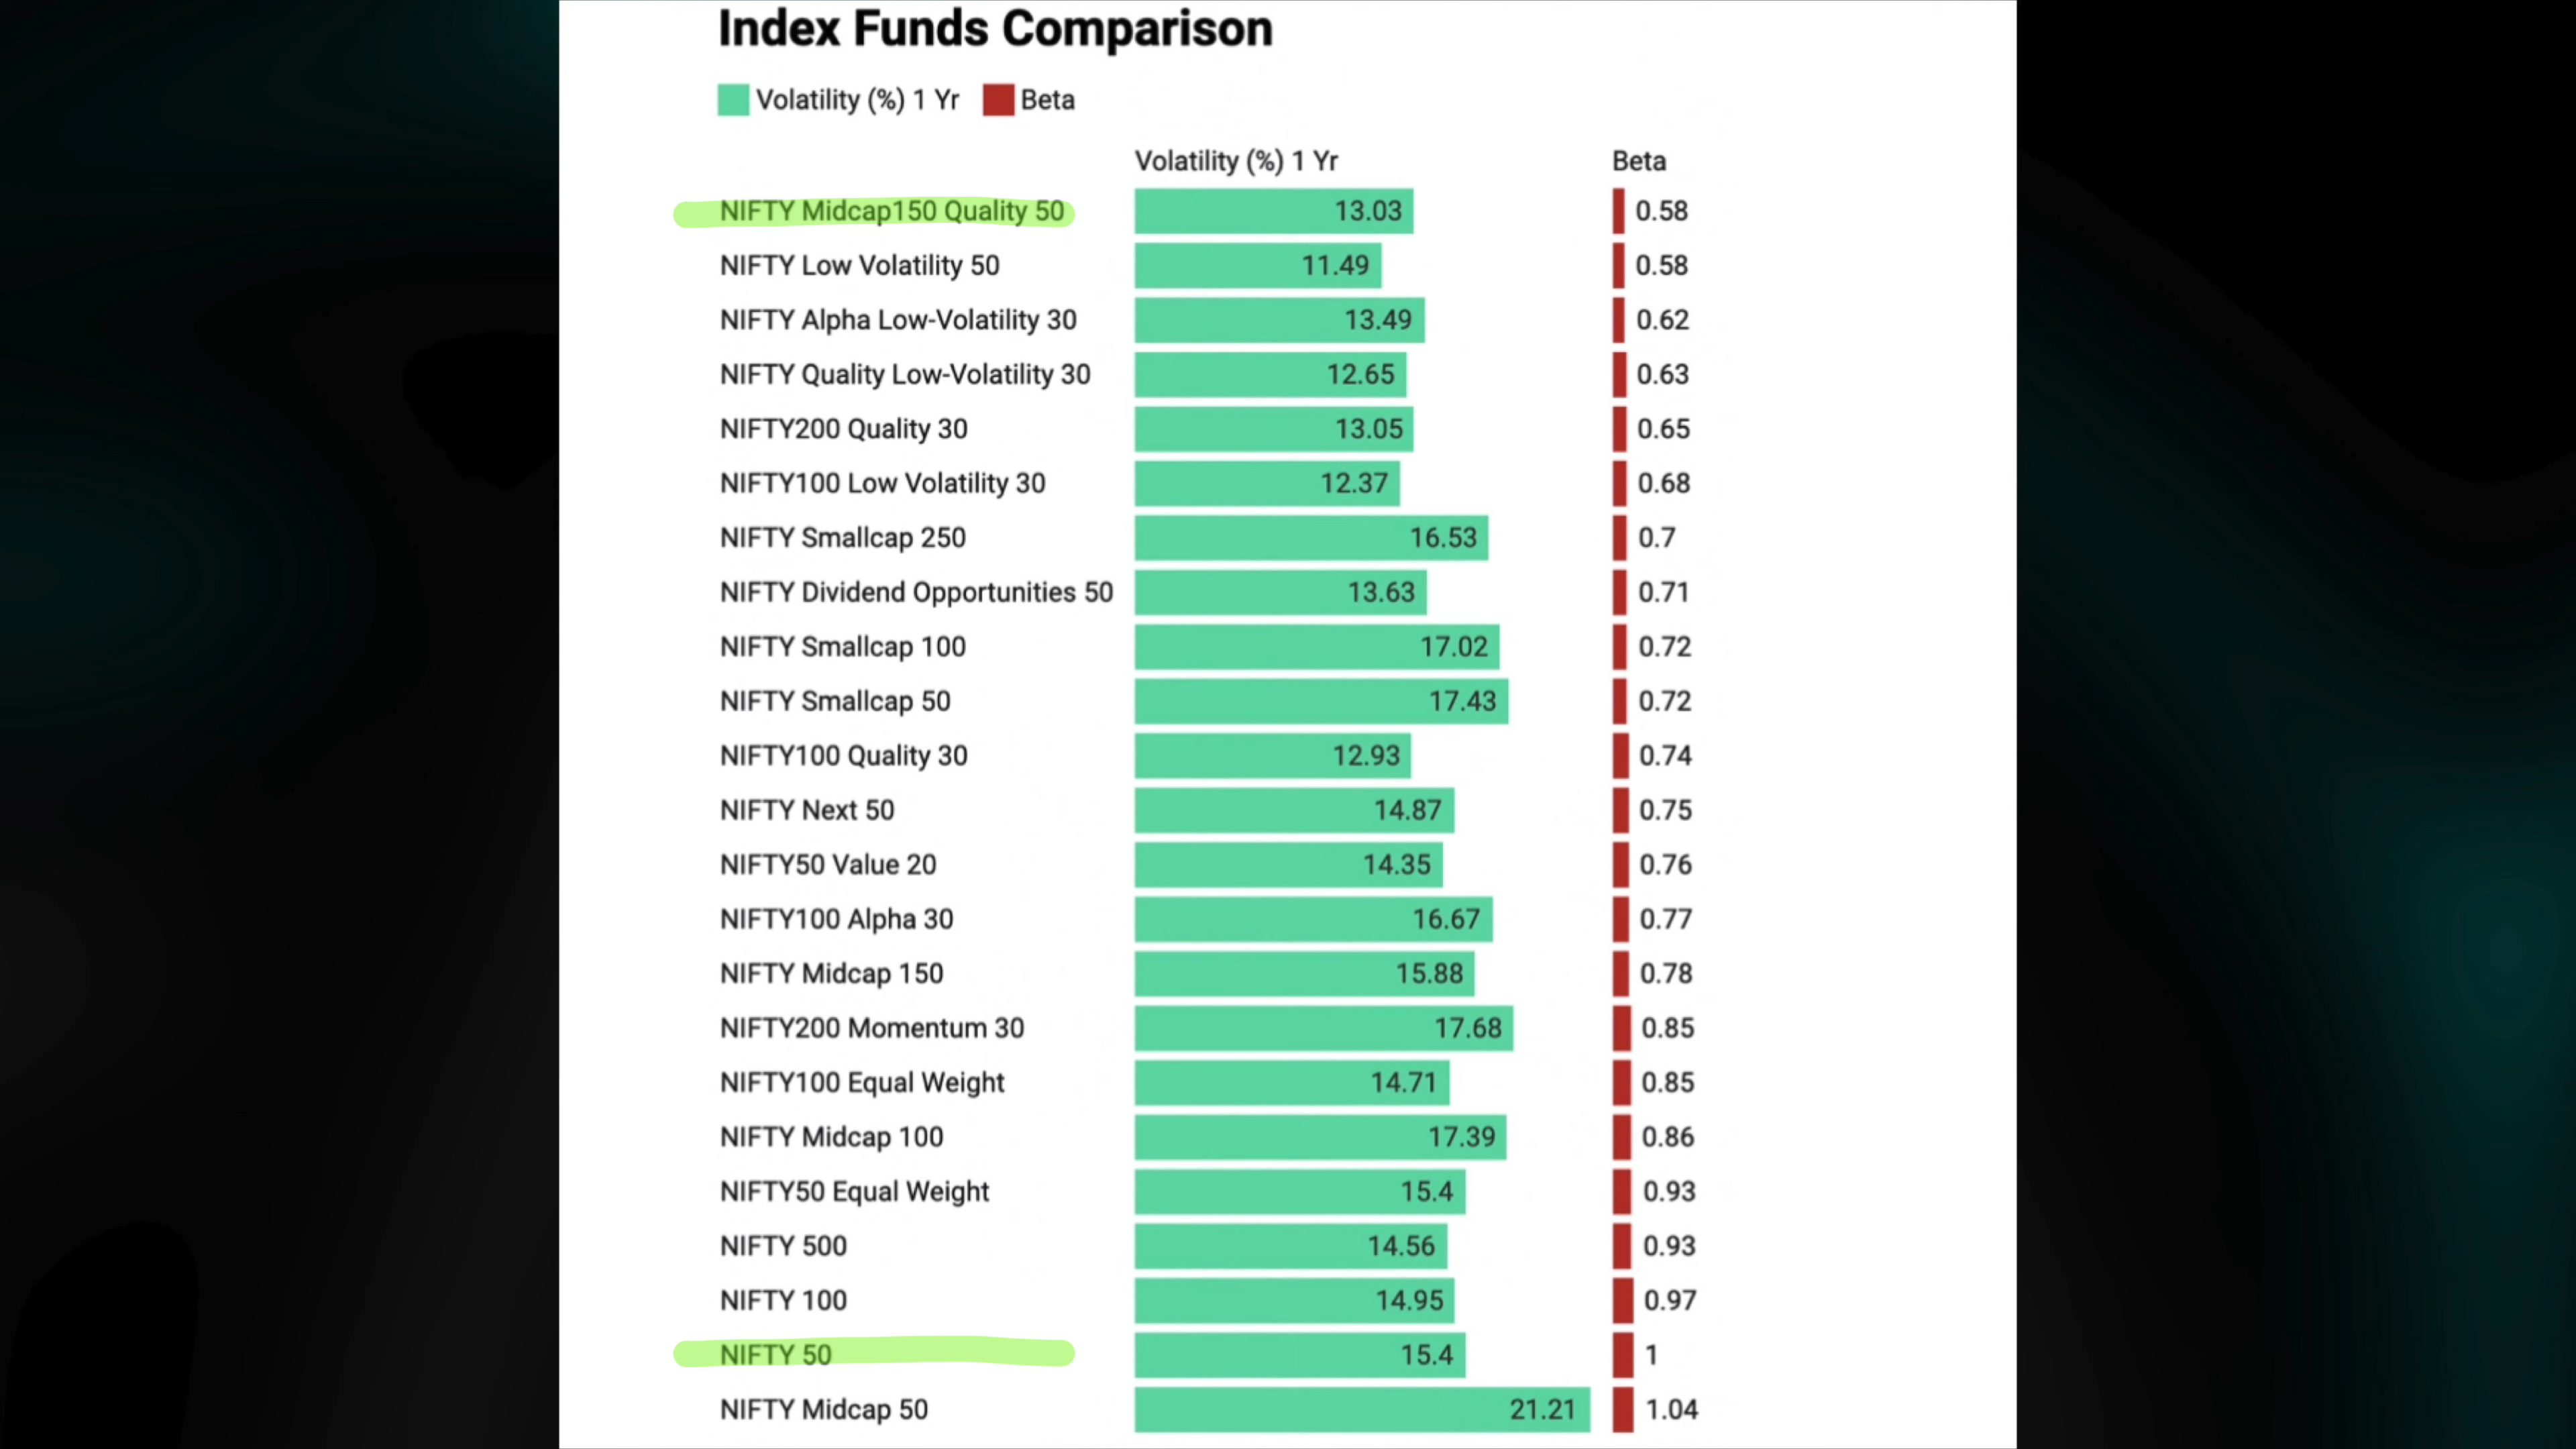 Index Funds Comparison
Volatility (%) 1 Yr Beta
Volatility (%) 1 Yr Beta
NIFTY Midcap150 Quality 50 13.03 0.58
NIFTY Low Volatility 50 11.49 0.58
NIFTY Alpha Low-Volatility 30 13.49 0.62
NIFTY Quality Low-Volatility 30 12.65 0.63
NIFTY200 Quality 30 13.05 0.65
NIFTY100 Low Volatility 30 12.37 0.68
NIFTY Smallcap 250 16.53 0.7
NIFTY Dividend Opportunities 50 13.63 0.71
NIFTY Smallcap 100 17.02 0.72
NIFTY Smallcap 50 17.43 0.72
NIFTY100 Quality 30 12.93 0.74
NIFTY Next 50 14.87 0.75
NIFTY50 Value 20 14.35 0.76
NIFTY100 Alpha 30 16.67 0.77
NIFTY Midcap 150 15.88 0.78
NIFTY200 Momentum 30 17.68 0.85
NIFTY100 Equal Weight 14.71 0.85
NIFTY Midcap 100 17.39 0.86
NIFTY50 Equal Weight 15.4 0.93
NIFTY 500 14.56 0.93
NIFTY 100 14.95 0.97
NIFTY 50 15.4 1
NIFTY Midcap 50 21.21 1.04